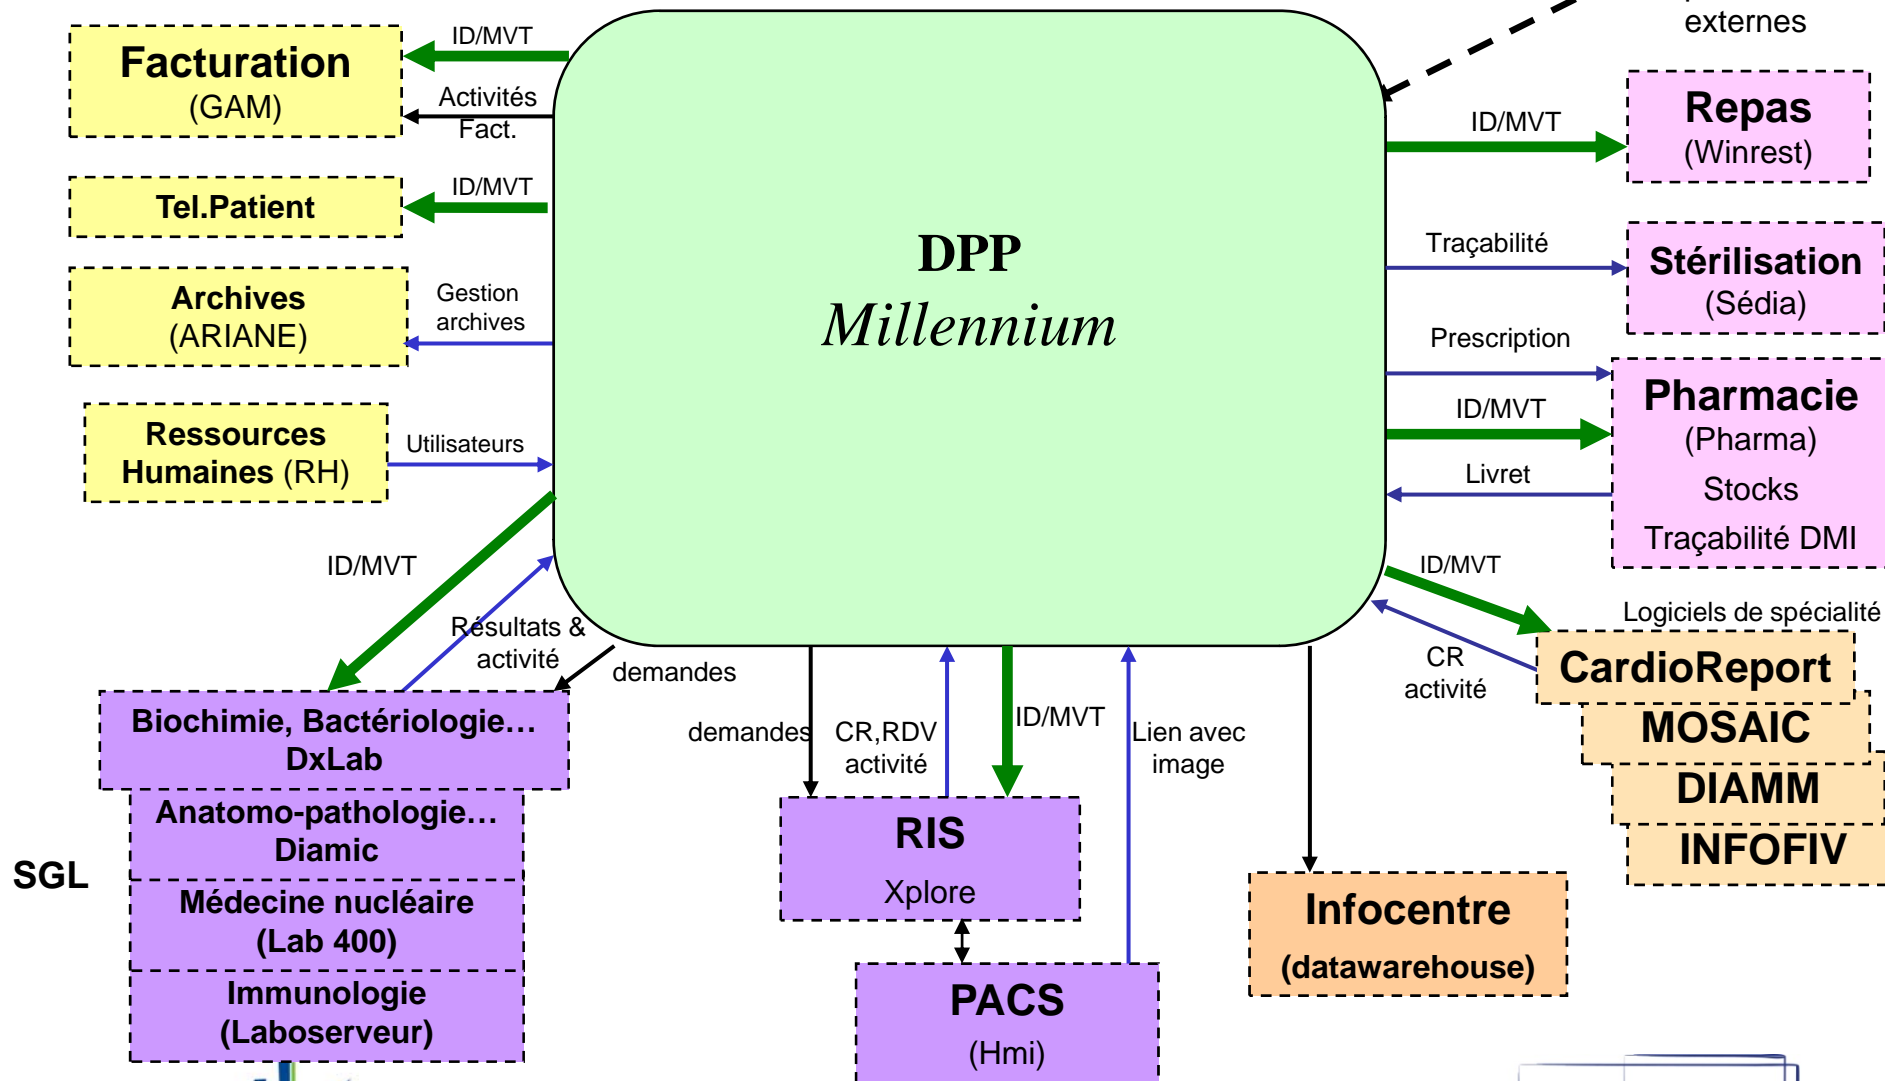 externes
Facturation
(GAM)
ID/MVT
Activités
Fact.
Tel.Patient
ID/MVT
Archives
(ARIANE)
Gestion
archives
Ressources
Humaines (RH)
Utilisateurs
DPP
Millennium
ID/MVT
Repas
(Winrest)
Traçabilité
Stérilisation
(Sédia)
Prescription
ID/MVT
Livret
Pharmacie
(Pharma)
Stocks
Traçabilité DMI
ID/MVT
Résultats &
activité
demandes
Biochimie, Bactériologie…
DxLab
Anatomo-pathologie…
Diamic
SGL
Médecine nucléaire
(Lab 400)
Immunologie
(Laboserveur)
demandes
CR,RDV
activité
ID/MVT
Lien avec
image
RIS
Xplore
PACS
(Hmi)
Infocentre
(datawarehouse)
ID/MVT
CR
activité
Logiciels de spécialité
CardioReport
MOSAIC
DIAMM
INFOFIV